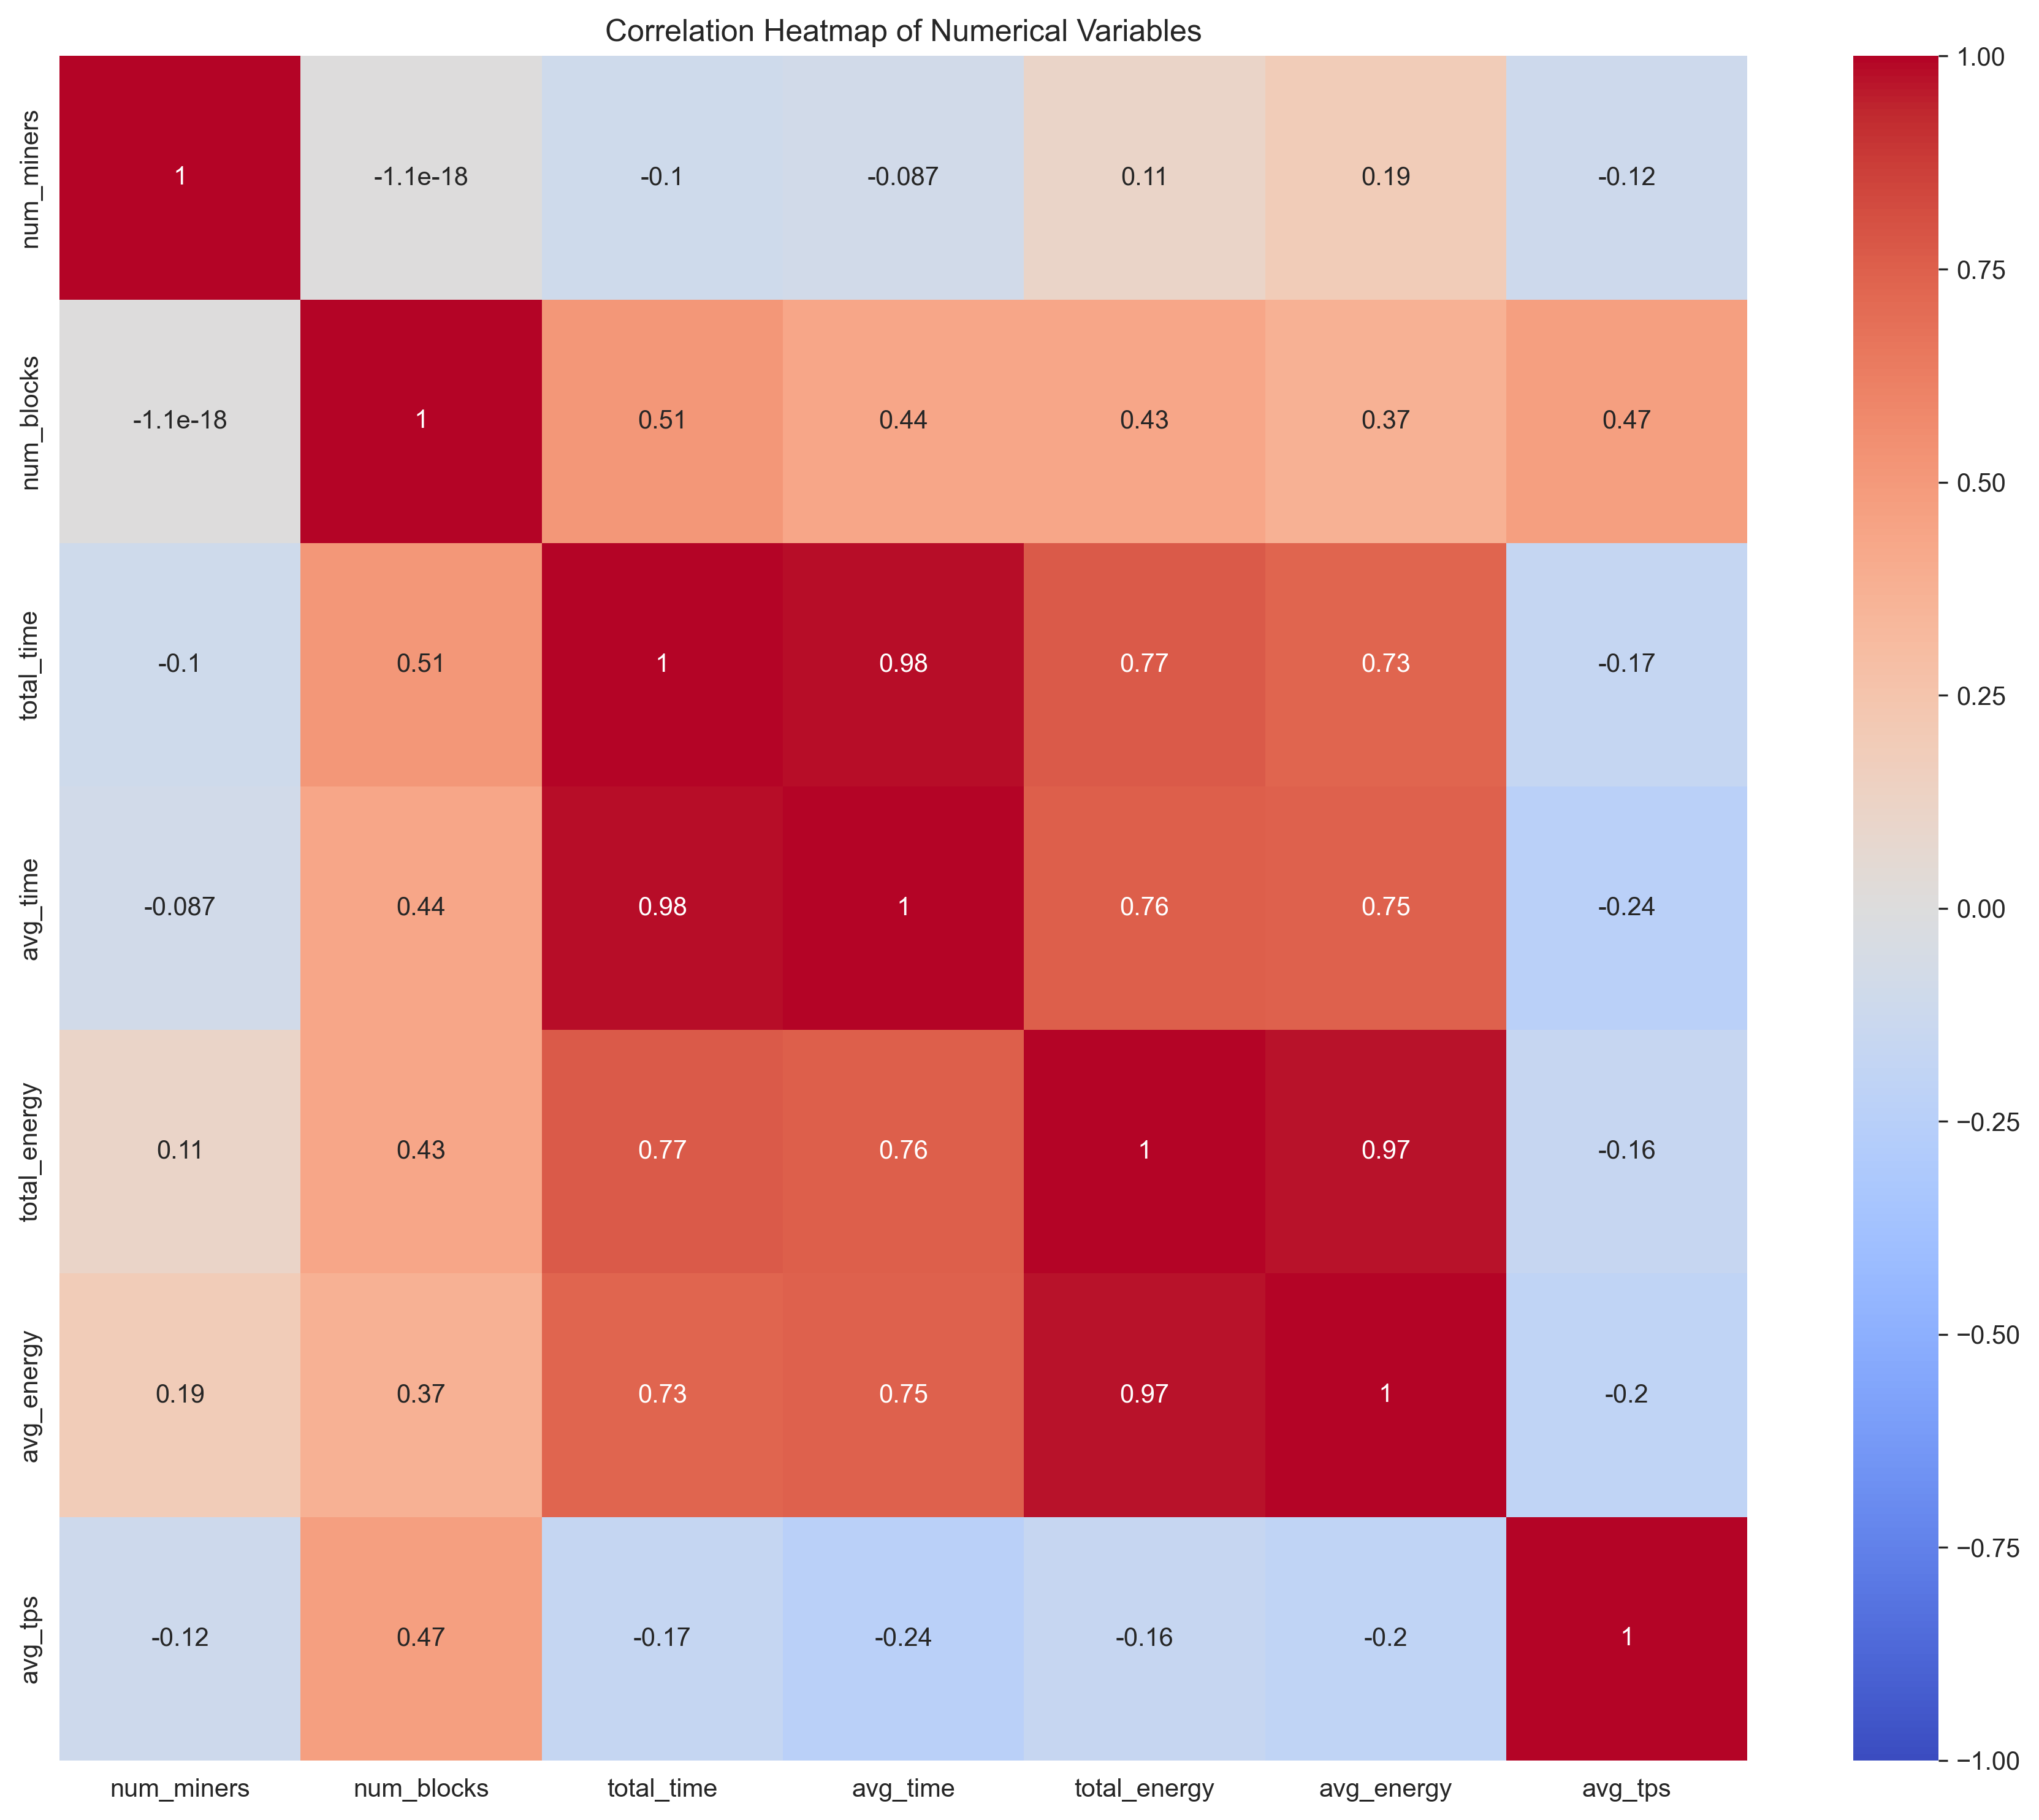 Correlation Heatmap of Numerical Variables
num_miners 1 -1.1e-18 -0.1 -0.087 0.11 0.19 -0.12
num_blocks -1.1e-18 1 0.51 0.44 0.43 0.37 0.47
total_time -0.1 0.51 1 0.98 0.77 0.73 -0.17
avg_time -0.087 0.44 0.98 1 0.76 0.75 -0.24
total_energy 0.11 0.43 0.77 0.76 1 0.97 -0.16
avg_energy 0.19 0.37 0.73 0.75 0.97 1 -0.2
avg_tps -0.12 0.47 -0.17 -0.24 -0.16 -0.2 1
num_miners num_blocks total_time avg_time total_energy avg_energy avg_tps
1.00
0.75
0.50
0.25
0.00
−0.25
−0.50
−0.75
−1.00